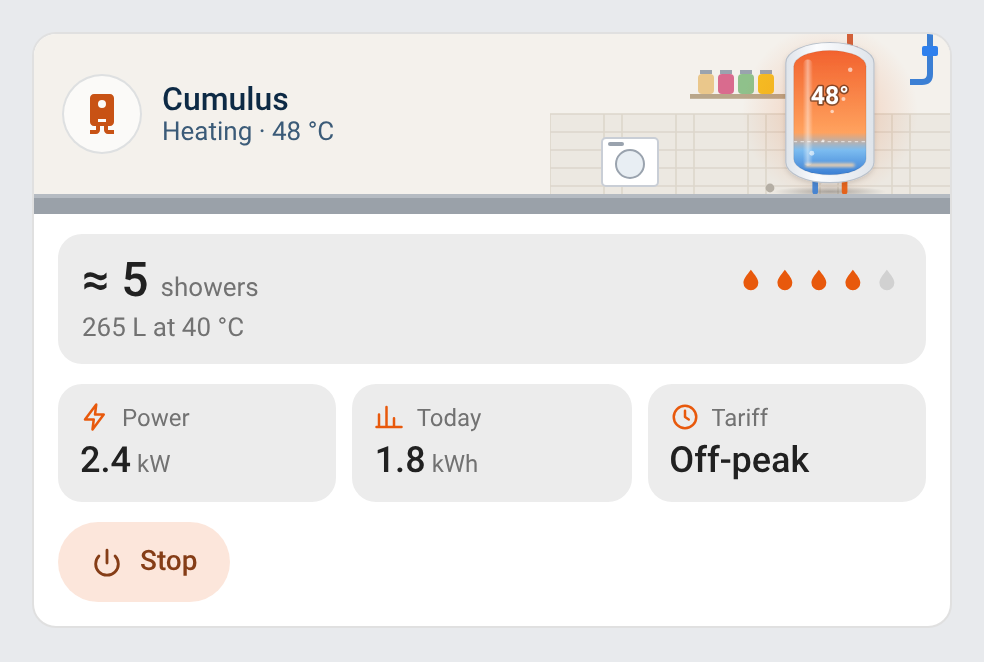 Cumulus
Heating · 48 °C
48°
≈ 5 showers
265 L at 40 °C
Power
2.4 kW
Today
1.8 kWh
Tariff
Off-peak
Stop